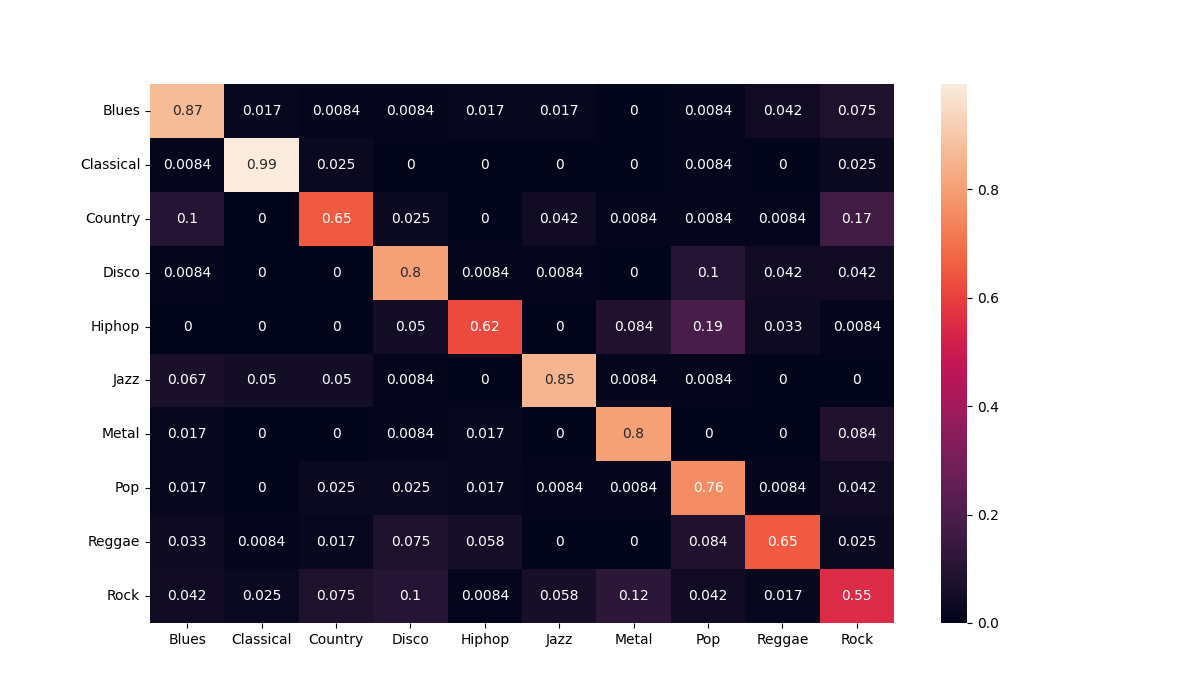 Blues 0.87 0.017 0.0084 0.0084 0.017 0.017 0 0.0084 0.042 0.075
Classical 0.0084 0.99 0.025 0 0 0 0 0.0084 0 0.025
Country 0.1 0 0.65 0.025 0 0.042 0.0084 0.0084 0.0084 0.17
Disco 0.0084 0 0 0.8 0.0084 0.0084 0 0.1 0.042 0.042
Hiphop 0 0 0 0.05 0.62 0 0.084 0.19 0.033 0.0084
Jazz 0.067 0.05 0.05 0.0084 0 0.85 0.0084 0.0084 0 0
Metal 0.017 0 0 0.0084 0.017 0 0.8 0 0 0.084
Pop 0.017 0 0.025 0.025 0.017 0.0084 0.0084 0.76 0.0084 0.042
Reggae 0.033 0.0084 0.017 0.075 0.058 0 0 0.084 0.65 0.025
Rock 0.042 0.025 0.075 0.1 0.0084 0.058 0.12 0.042 0.017 0.55
Blues Classical Country Disco Hiphop Jazz Metal Pop Reggae Rock
0.8
0.6
0.4
0.2
0.0